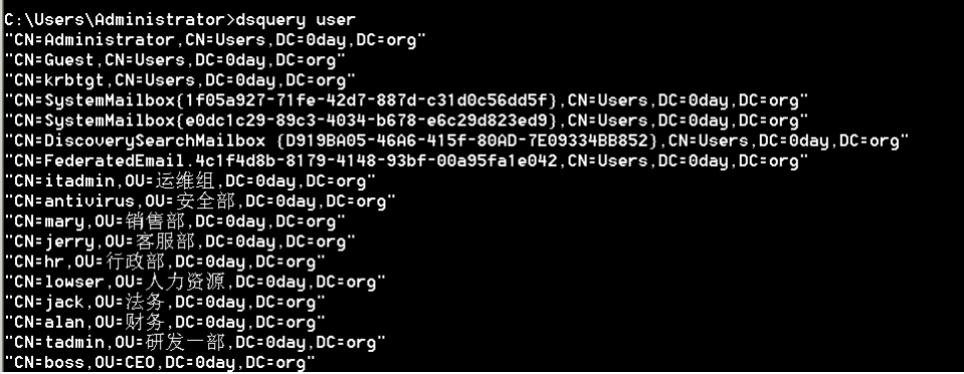 C:\Users\Administrator>dsquery user
"CN=Administrator,CN=Users,DC=0day,DC=org"
"CN=Guest,CN=Users,DC=0day,DC=org"
"CN=krbtgt,CN=Users,DC=0day,DC=org"
"CN=SystemMailbox{1f05a927-71fe-42d7-887d-c31d0c56dd5f},CN=Users,DC=0day,DC=org"
"CN=SystemMailbox{e0dc1c29-89c3-4034-b678-e6c29d823ed9},CN=Users,DC=0day,DC=org"
"CN=DiscoverySearchMailbox {D919BA05-46A6-415f-80AD-7E09334BB852},CN=Users,DC=0day,DC=org"
"CN=FederatedEmail.4c1f4d8b-8179-4148-93bf-00a95fa1e042,CN=Users,DC=0day,DC=org"
"CN=itadmin,OU=运维组,DC=0day,DC=org"
"CN=antivirus,OU=安全部,DC=0day,DC=org"
"CN=mary,OU=销售部,DC=0day,DC=org"
"CN=jerry,OU=客服部,DC=0day,DC=org"
"CN=hr,OU=行政部,DC=0day,DC=org"
"CN=lowser,OU=人力资源,DC=0day,DC=org"
"CN=jack,OU=法务,DC=0day,DC=org"
"CN=alan,OU=财务,DC=0day,DC=org"
"CN=tadmin,OU=研发一部,DC=0day,DC=org"
"CN=boss,OU=CEO,DC=0day,DC=org"